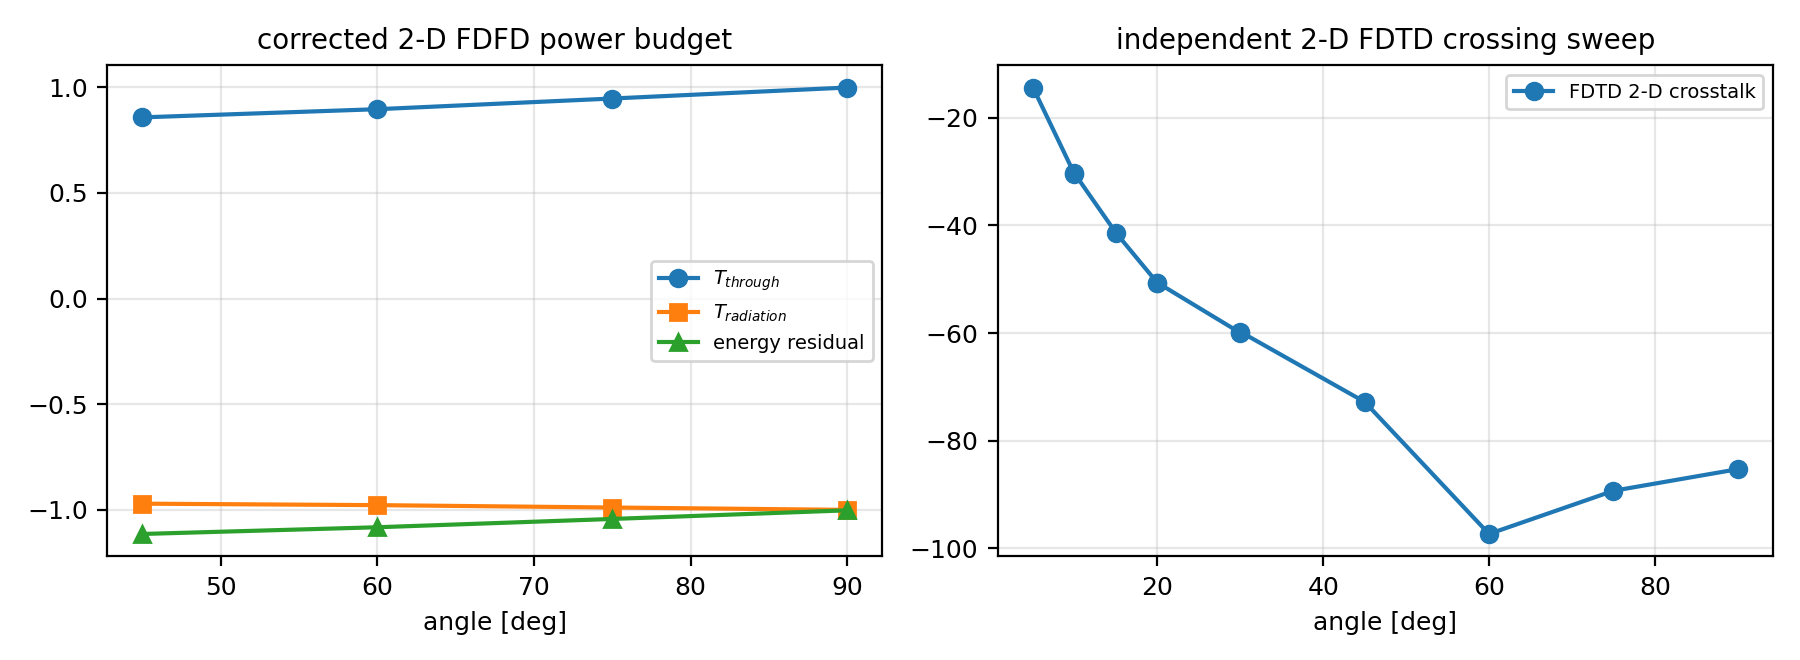 corrected 2-D FDFD power budget
1.0
0.5
0.0
−0.5
−1.0
T_through
T_radiation
energy residual
50 60 70 80 90
angle [deg]
independent 2-D FDTD crossing sweep
FDTD 2-D crosstalk
−20
−40
−60
−80
−100
20 40 60 80
angle [deg]